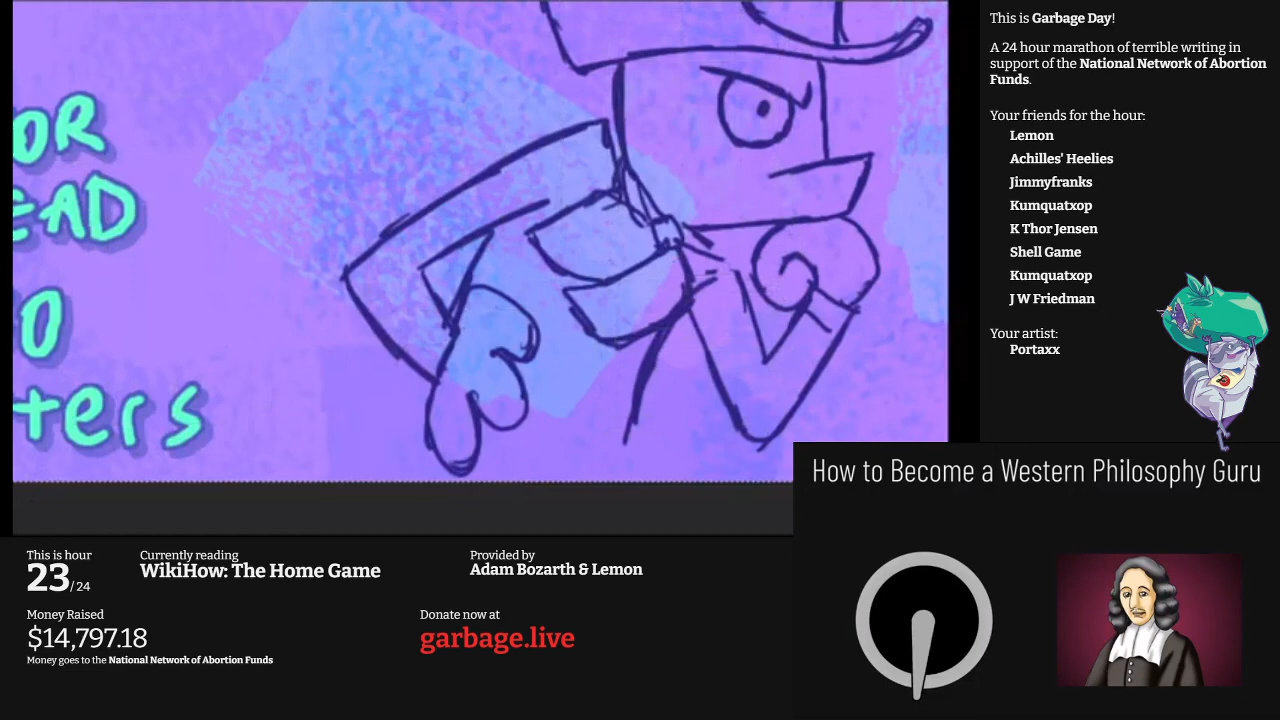 OR
EAD
O
ters
This is Garbage Day!
A 24 hour marathon of terrible writing in
support of the National Network of Abortion
Funds.
Your friends for the hour:
Lemon
Achilles' Heelies
Jimmyfranks
Kumquatxop
K Thor Jensen
Shell Game
Kumquatxop
J W Friedman
Your artist:
Portaxx
How to Become a Western Philosophy Guru
This is hour
23/24
Currently reading
WikiHow: The Home Game
Provided by
Adam Bozarth & Lemon
Money Raised
$14,797.18
Money goes to the National Network of Abortion Funds
Donate now at
garbage.live